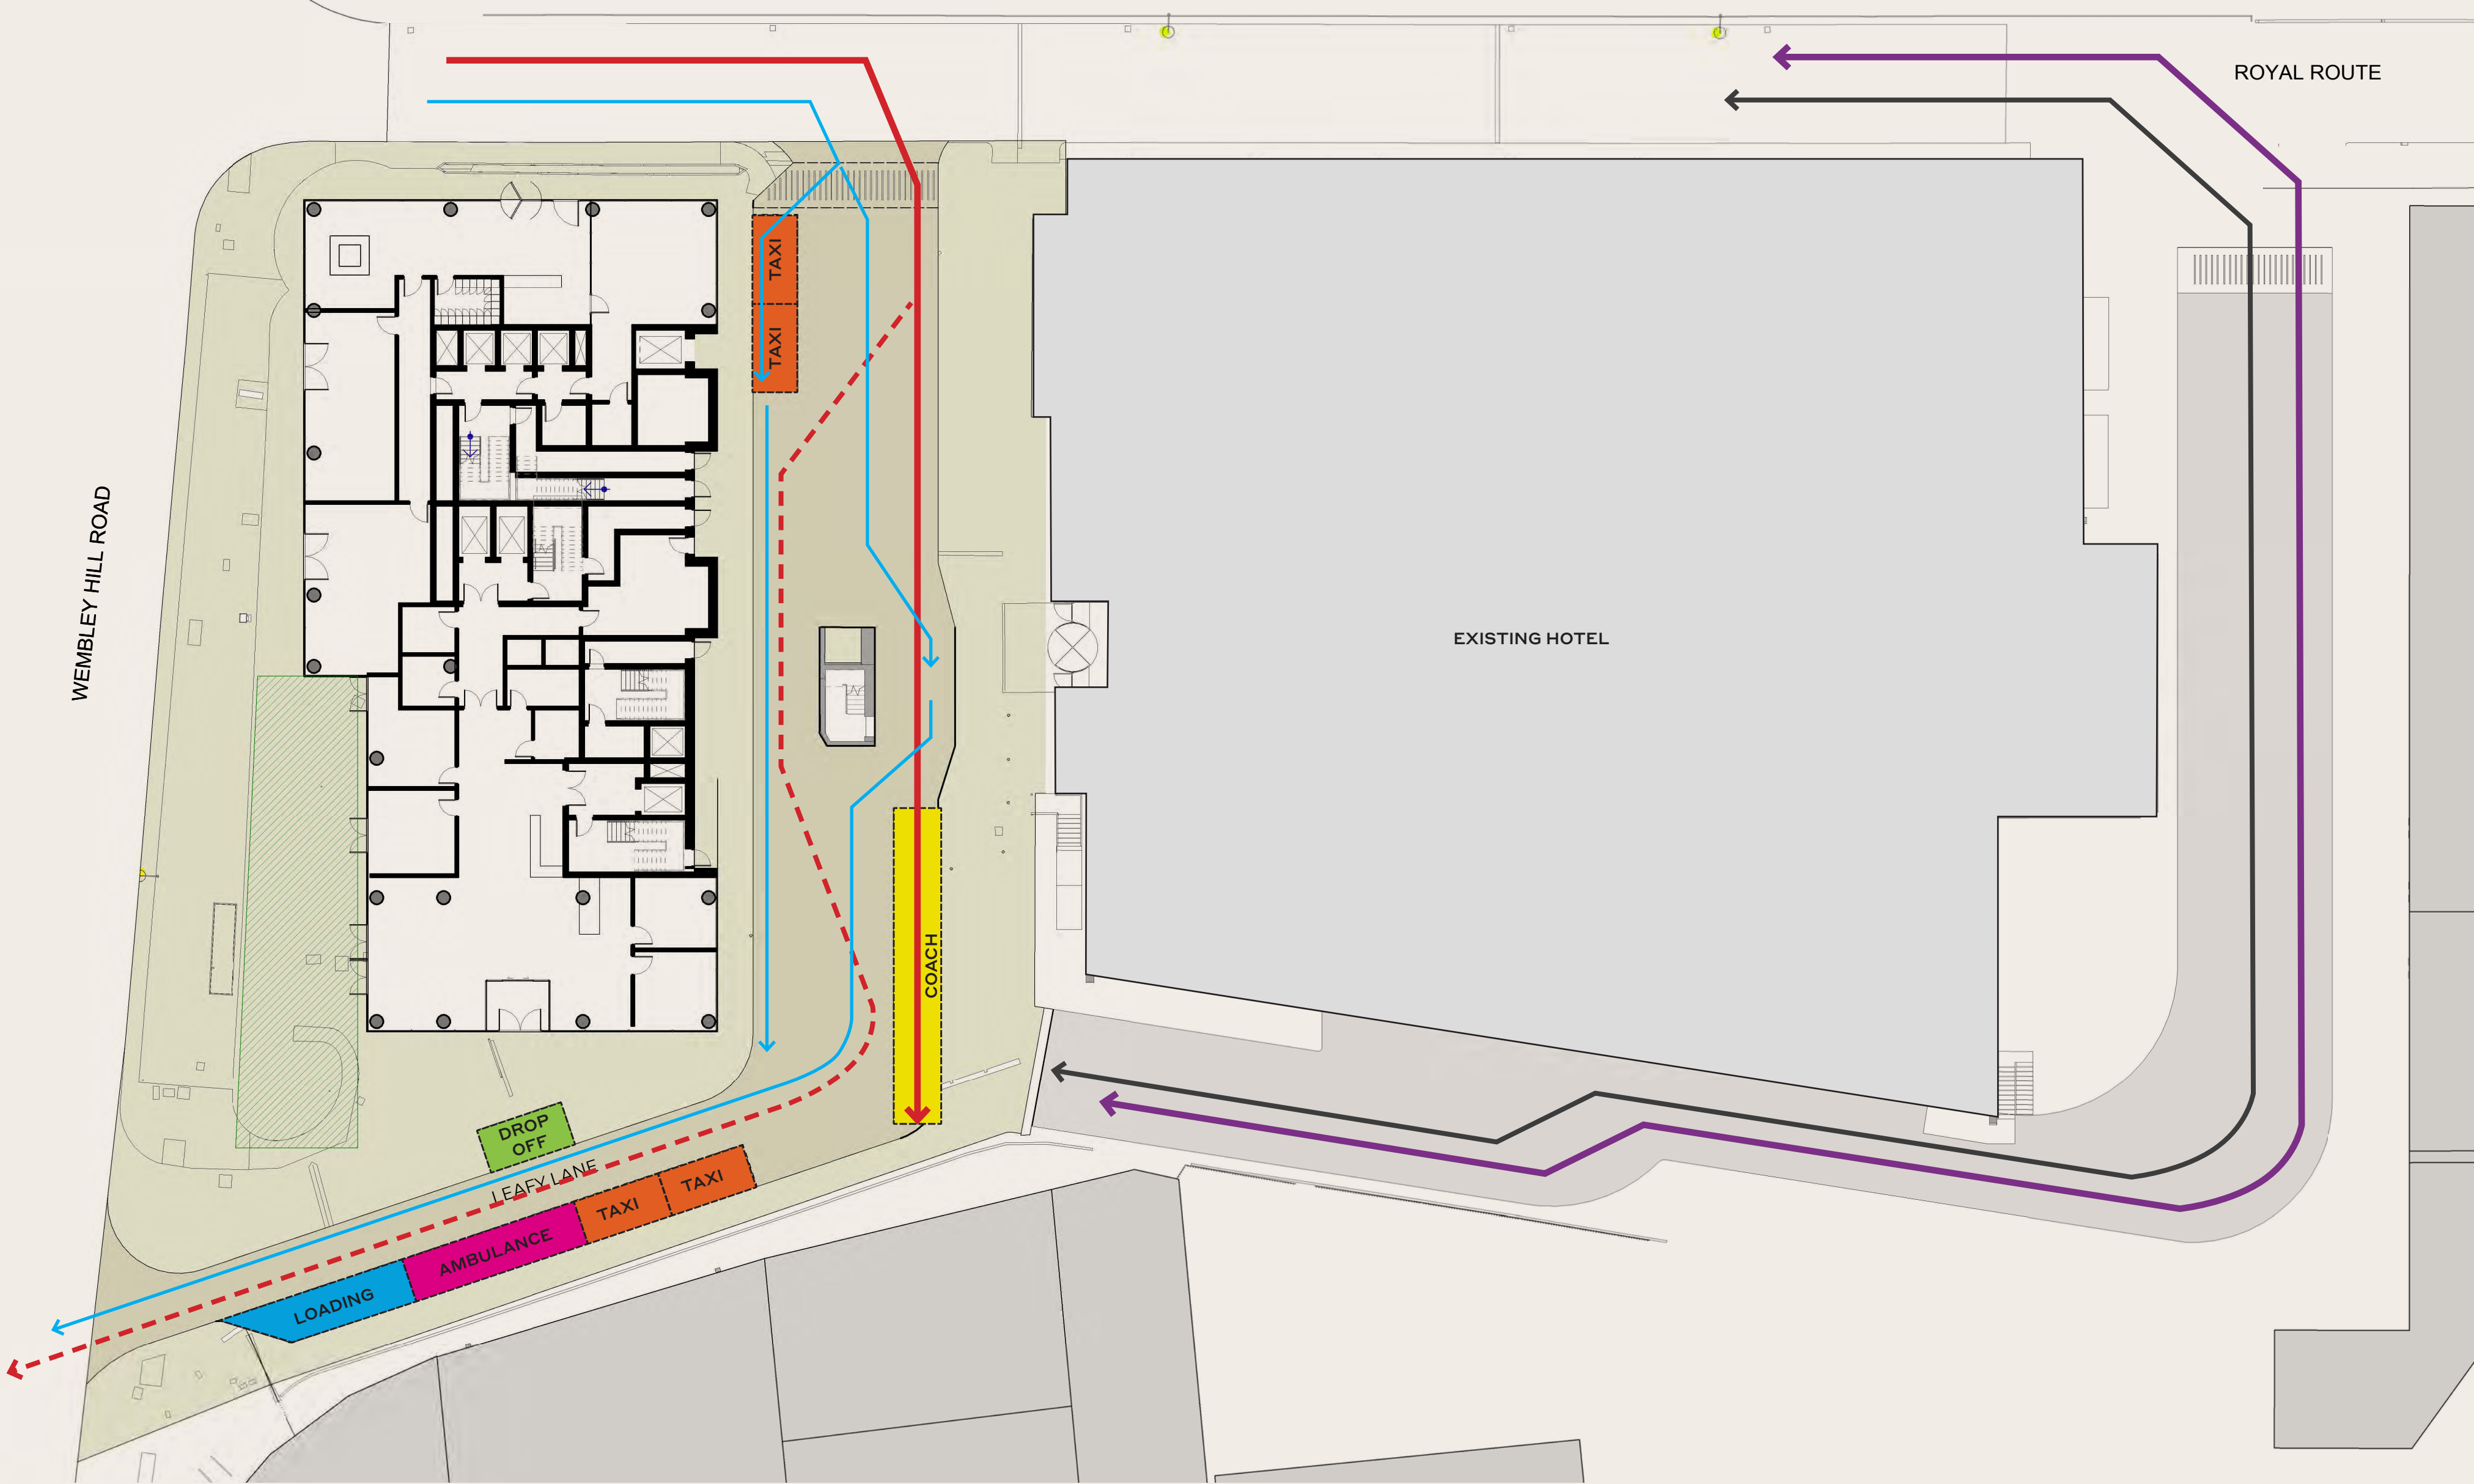 ROYAL ROUTE
TAXI
TAXI
WEMBLEY HILL ROAD
EXISTING HOTEL
COACH
DROP
OFF
LEAFY LANE
TAXI
TAXI
AMBULANCE
LOADING